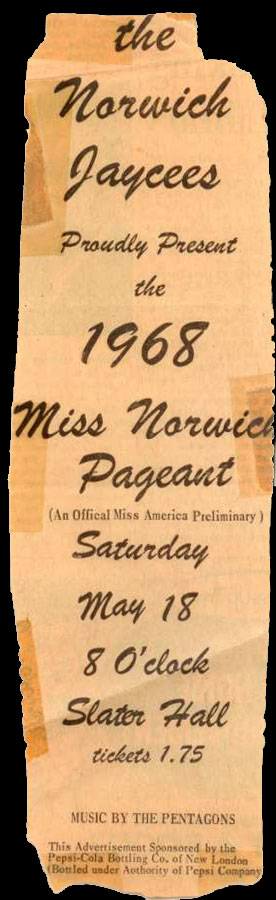 the
Norwich
Jaycees
Proudly Present
the
1968
Miss Norwich
Pageant
(An Offical Miss America Preliminary)
Saturday
May 18
8 O'clock
Slater Hall
tickets 1.75
MUSIC BY THE PENTAGONS
This Advertisement Sponsored by the
Pepsi-Cola Bottling Co. of New London
(Bottled under Authority of Pepsi Company